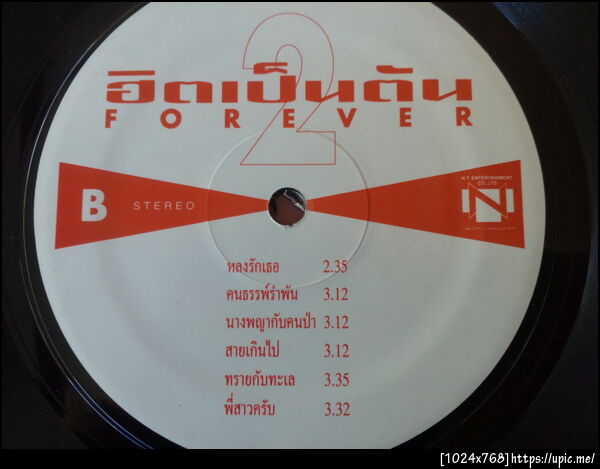 2
ฮิตเป็นตัน
FOREVER
B STEREO
N.T. ENTERTAINMENT
CO.,LTD
N
หลงรักเธอ 2.35
คนธรรพ์รำพัน 3.12
นางพญากับคนป่า 3.12
สายเกินไป 3.12
ทรายกับทะเล 3.35
พี่สาวครับ 3.32
[1024x768]https://upic.me/